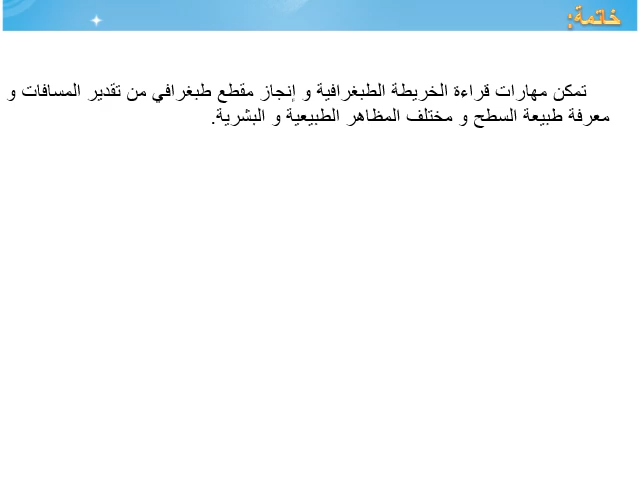 خاتمة:
تمكن مهارات قراءة الخريطة الطبغرافية و إنجاز مقطع طبغرافي من تقدير المسافات و
معرفة طبيعة السطح و مختلف المظاهر الطبيعية و البشرية.